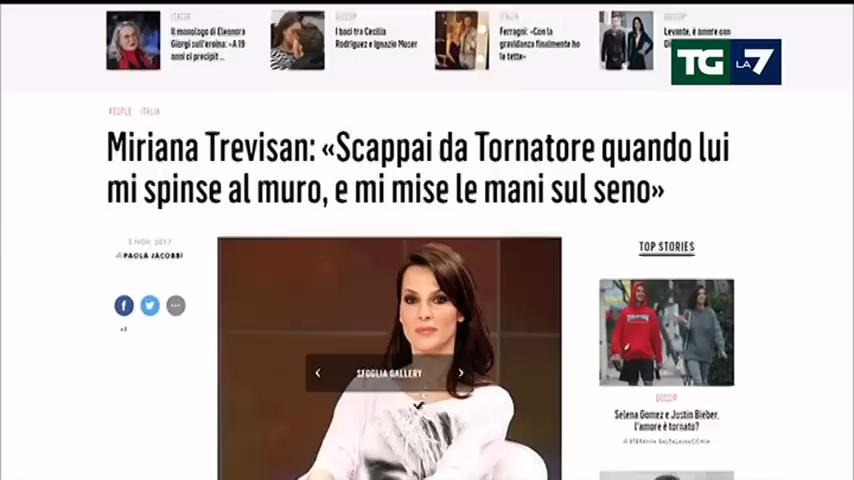 ITALIA
Il monologo di Eleonora
Giorgi sull'eroina: «A 19
anni ci precipit...
GOSSIP
I baci tra Cecilia
Rodriguez e Ignazio Moser
ITALIA
Ferragni: «Con la
gravidanza finalmente ho
le tette»
GOSSIP
Levante, è amore con
TG LA7
PEOPLE ITALIA
Miriana Trevisan: «Scappai da Tornatore quando lui
mi spinse al muro, e mi mise le mani sul seno»
3 NOV, 2017
di PAOLA JACOBBI
SFOGLIA GALLERY
TOP STORIES
GOSSIP
Selena Gomez e Justin Bieber,
l'amore è tornato?